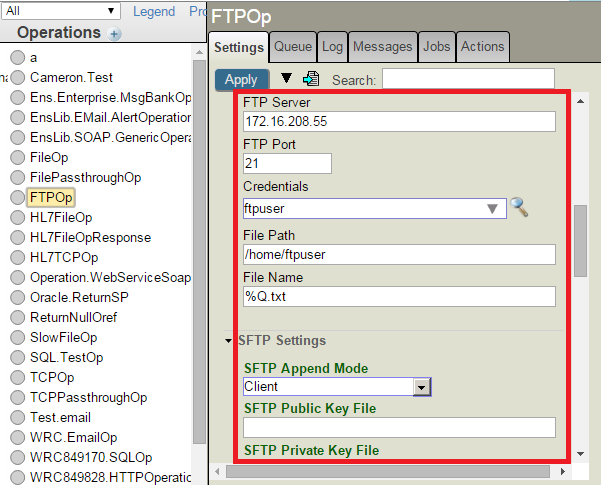 All
Legend
Pro
Operations
a
Cameron.Test
Ens.Enterprise.MsgBankOp
EnsLib.EMail.AlertOperation
EnsLib.SOAP.GenericOpera
FileOp
FilePassthroughOp
FTPOp
HL7FileOp
HL7FileOpResponse
HL7TCPOp
Operation.WebServiceSoap
Oracle.ReturnSP
ReturnNullOref
SlowFileOp
SQL.TestOp
TCPOp
TCPPassthroughOp
Test.email
WRC.EmailOp
WRC849170.SQLOp
WRC849828.HTTPOperatio
FTPOp
Settings Queue Log Messages Jobs Actions
Apply Search:
FTP Server
172.16.208.55
FTP Port
21
Credentials
ftpuser
File Path
/home/ftpuser
File Name
%Q.txt
SFTP Settings
SFTP Append Mode
Client
SFTP Public Key File
SFTP Private Key File